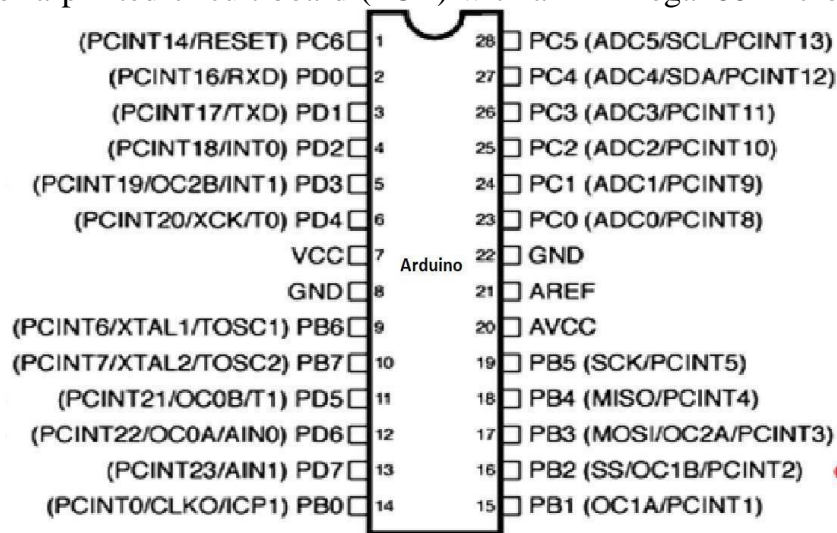 (PCINT14/RESET) PC6 1 28 PC5 (ADC5/SCL/PCINT13)
(PCINT16/RXD) PD0 2 27 PC4 (ADC4/SDA/PCINT12)
(PCINT17/TXD) PD1 3 26 PC3 (ADC3/PCINT11)
(PCINT18/INT0) PD2 4 25 PC2 (ADC2/PCINT10)
(PCINT19/OC2B/INT1) PD3 5 24 PC1 (ADC1/PCINT9)
(PCINT20/XCK/T0) PD4 6 23 PC0 (ADC0/PCINT8)
VCC 7 Arduino 22 GND
GND 8 21 AREF
(PCINT6/XTAL1/TOSC1) PB6 9 20 AVCC
(PCINT7/XTAL2/TOSC2) PB7 10 19 PB5 (SCK/PCINT5)
(PCINT21/OC0B/T1) PD5 11 18 PB4 (MISO/PCINT4)
(PCINT22/OC0A/AIN0) PD6 12 17 PB3 (MOSI/OC2A/PCINT3)
(PCINT23/AIN1) PD7 13 16 PB2 (SS/OC1B/PCINT2)
(PCINT0/CLKO/ICP1) PB0 14 15 PB1 (OC1A/PCINT1)